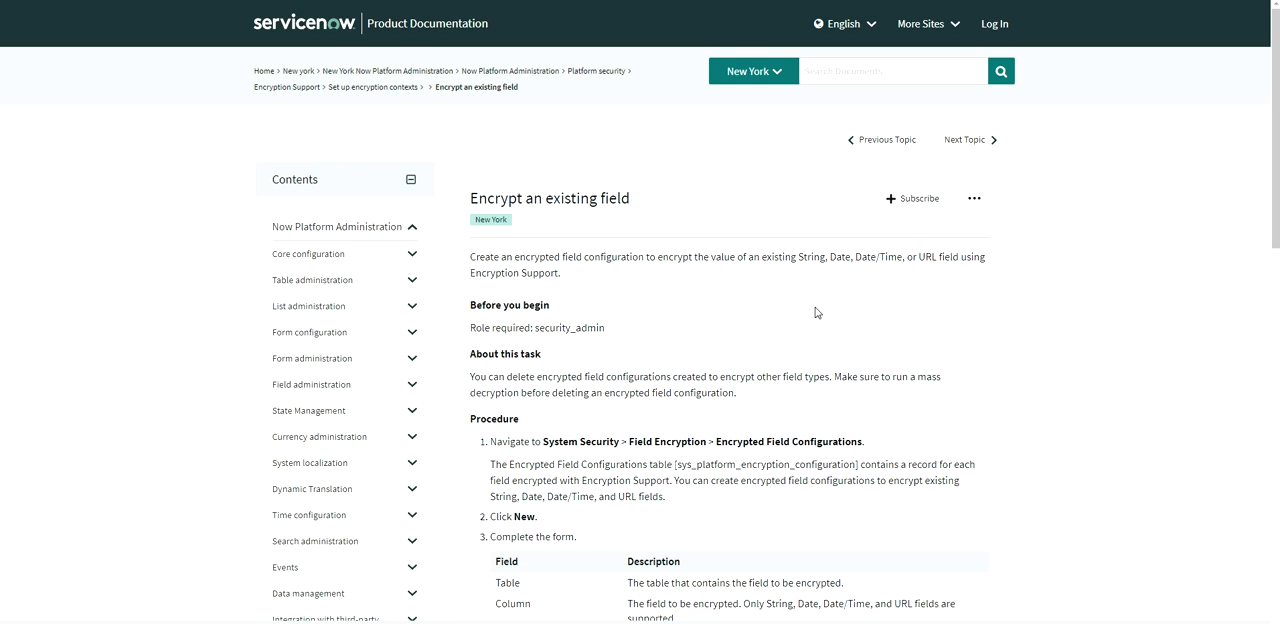 servicenow | Product Documentation
English
More Sites
Log In
Home > New york > New York Now Platform Administration > Now Platform Administration > Platform security >
Encryption Support > Set up encryption contexts > > Encrypt an existing field
New York
Search Documents
Previous Topic
Next Topic
Contents
Now Platform Administration
Core configuration
Table administration
List administration
Form configuration
Form administration
Field administration
State Management
Currency administration
System localization
Dynamic Translation
Time configuration
Search administration
Events
Data management
Integration with third-party
Encrypt an existing field
Subscribe
New York
Create an encrypted field configuration to encrypt the value of an existing String, Date, Date/Time, or URL field using
Encryption Support.
Before you begin
Role required: security_admin
About this task
You can delete encrypted field configurations created to encrypt other field types. Make sure to run a mass
decryption before deleting an encrypted field configuration.
Procedure
1. Navigate to System Security > Field Encryption > Encrypted Field Configurations.
The Encrypted Field Configurations table [sys_platform_encryption_configuration] contains a record for each
field encrypted with Encryption Support. You can create encrypted field configurations to encrypt existing
String, Date, Date/Time, and URL fields.
2. Click New.
3. Complete the form.
Field Description
Table The table that contains the field to be encrypted.
Column The field to be encrypted. Only String, Date, Date/Time, and URL fields are
supported.